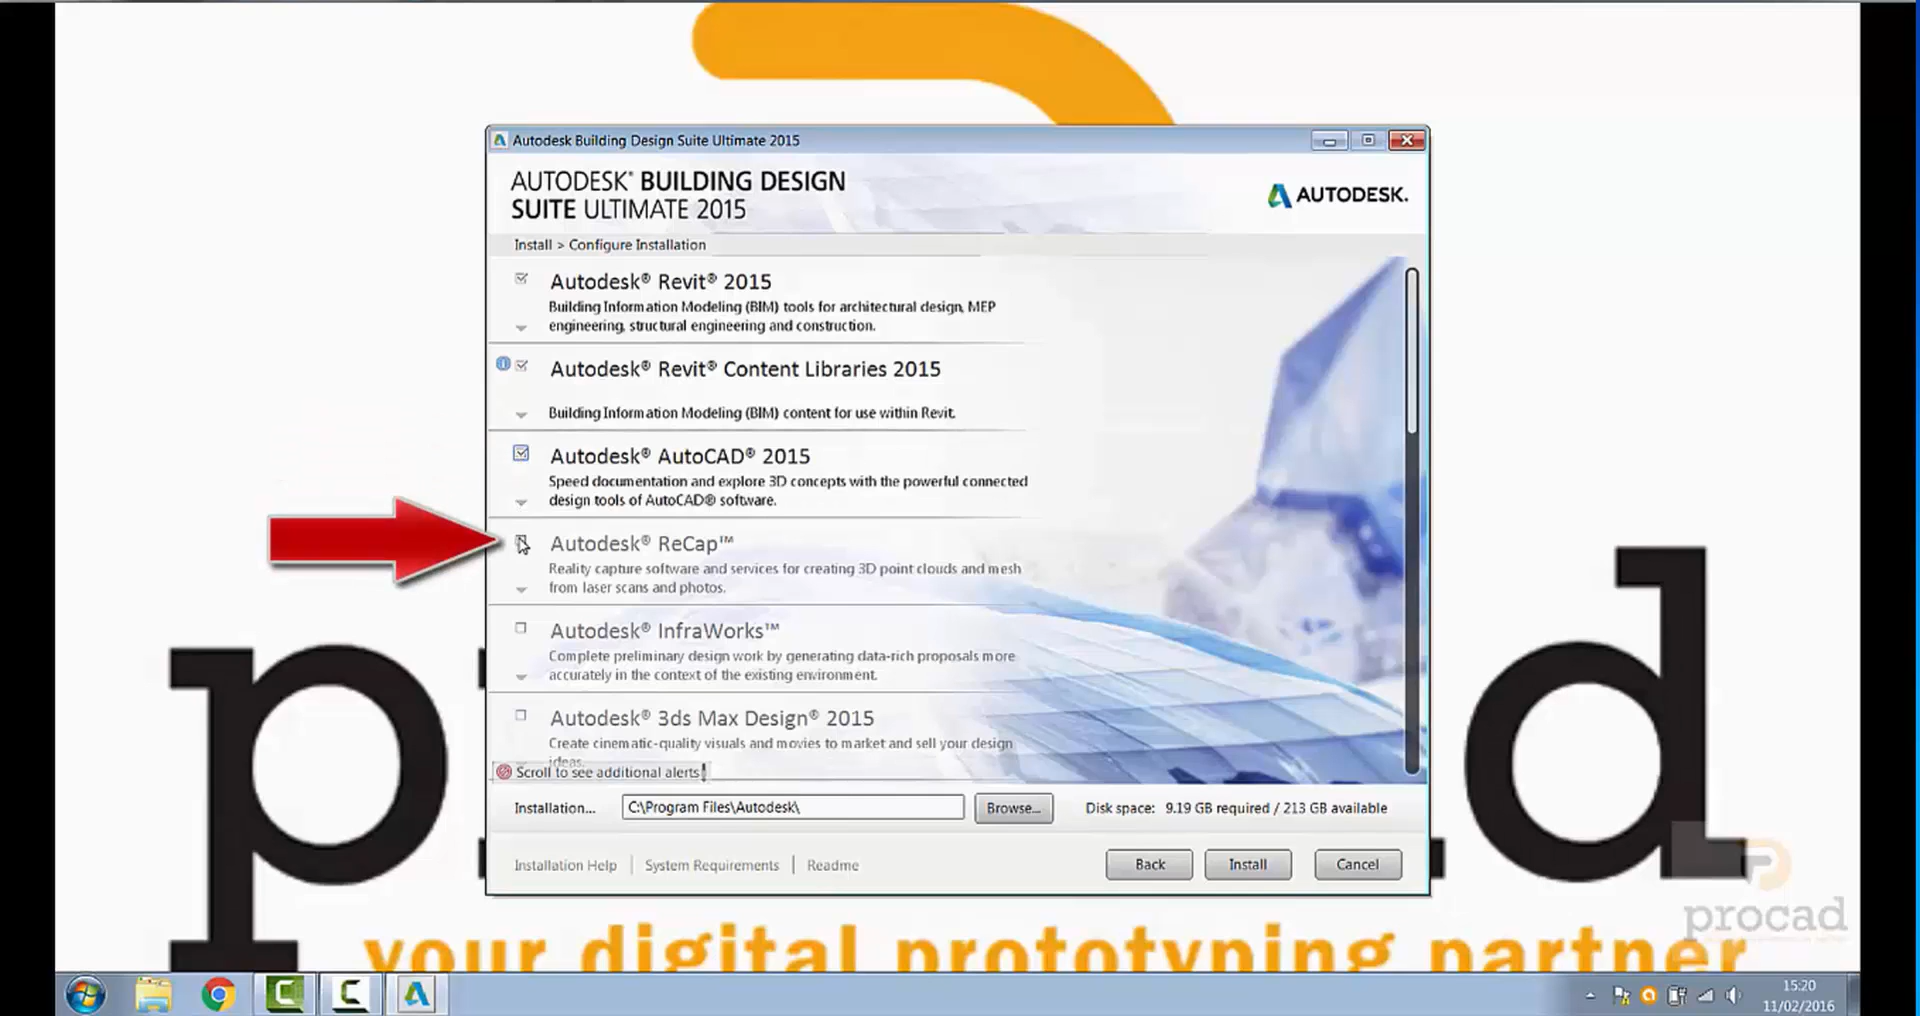 Autodesk Building Design Suite Ultimate 2015
AUTODESK® BUILDING DESIGN
SUITE ULTIMATE 2015
AUTODESK.
Install > Configure Installation
Autodesk® Revit® 2015
Building Information Modeling (BIM) tools for architectural design, MEP
engineering, structural engineering and construction.
Autodesk® Revit® Content Libraries 2015
Building Information Modeling (BIM) content for use within Revit.
Autodesk® AutoCAD® 2015
Speed documentation and explore 3D concepts with the powerful connected
design tools of AutoCAD® software.
Autodesk® ReCap™
Reality capture software and services for creating 3D point clouds and mesh
from laser scans and photos.
Autodesk® InfraWorks™
Complete preliminary design work by generating data-rich proposals more
accurately in the context of the existing environment.
Autodesk® 3ds Max Design® 2015
Create cinematic-quality visuals and movies to market and sell your design
ideas.
Scroll to see additional alerts!
Installation... C:\Program Files\Autodesk\ Browse... Disk space: 9.19 GB required / 213 GB available
Installation Help | System Requirements | Readme Back Install Cancel
p d
procad
your digital prototyping partner
15:20
11/02/2016